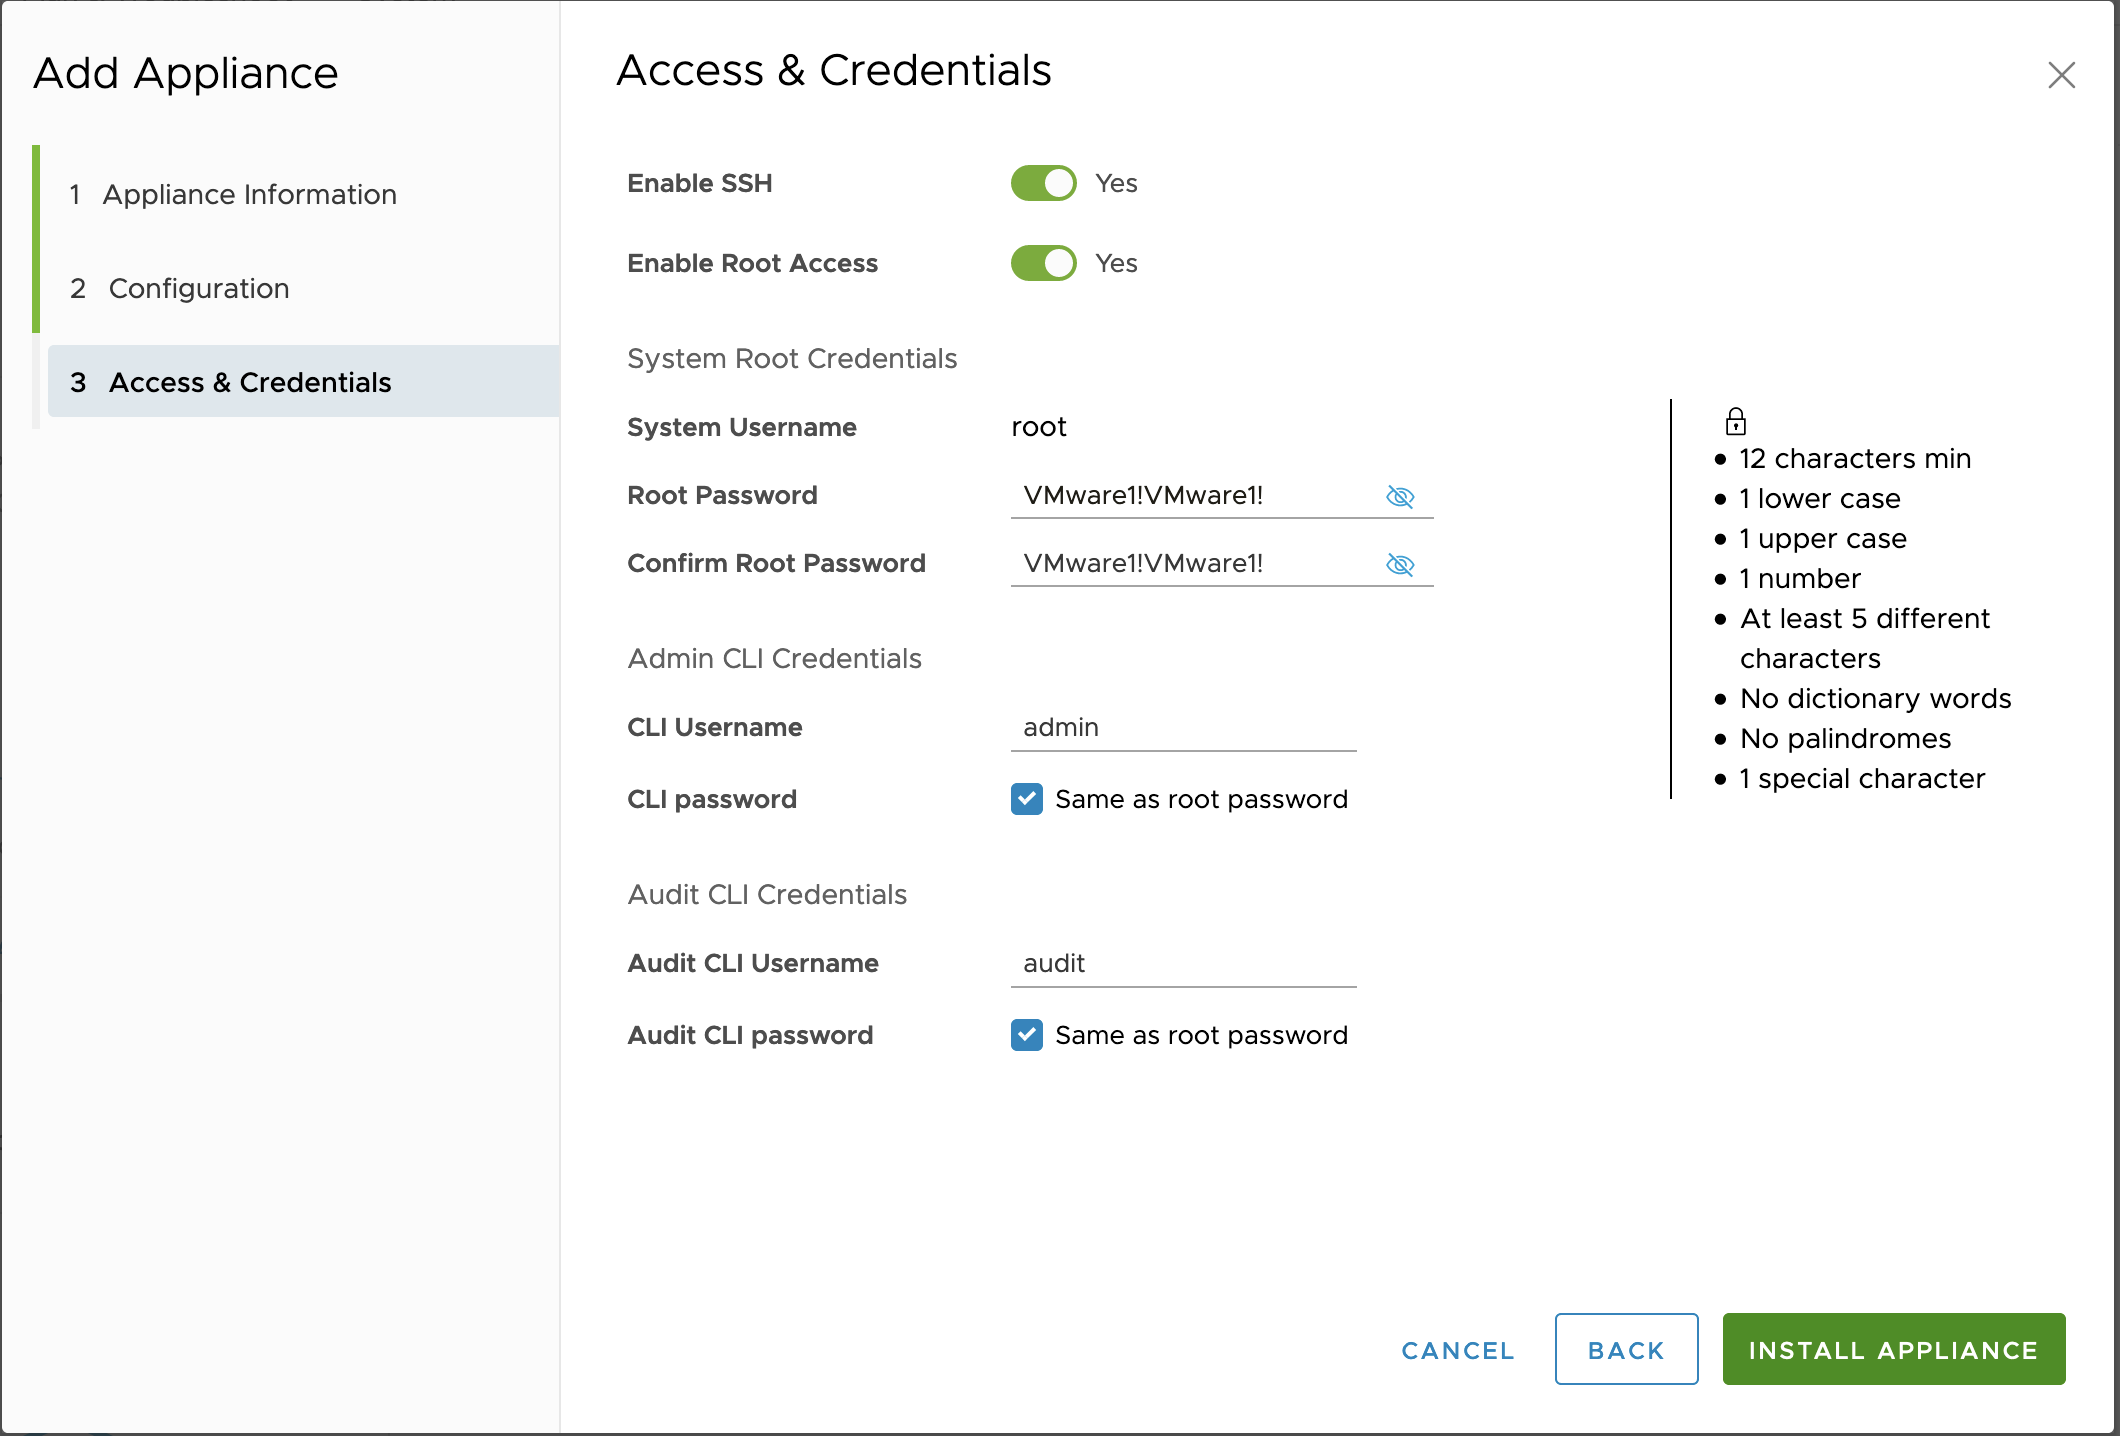 Add Appliance
1 Appliance Information
2 Configuration
3 Access & Credentials
Access & Credentials
Enable SSH Yes
Enable Root Access Yes
System Root Credentials
System Username root
Root Password VMware1!VMware1!
Confirm Root Password VMware1!VMware1!
Admin CLI Credentials
CLI Username admin
CLI password Same as root password
Audit CLI Credentials
Audit CLI Username audit
Audit CLI password Same as root password
12 characters min
1 lower case
1 upper case
1 number
At least 5 different
characters
No dictionary words
No palindromes
1 special character
CANCEL BACK INSTALL APPLIANCE